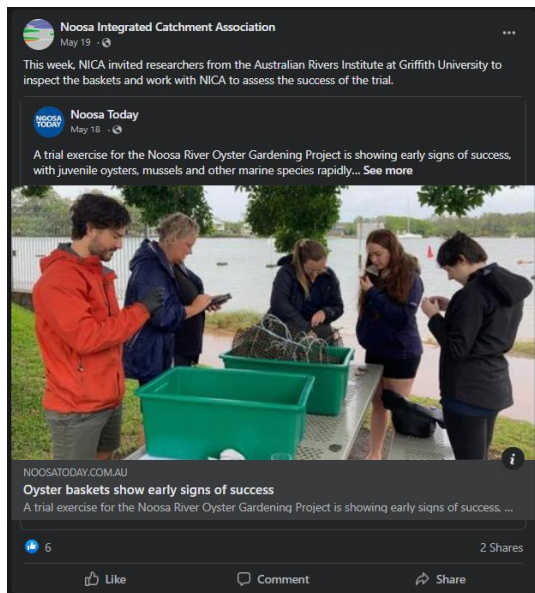 Noosa Integrated Catchment Association
May 19 ·
...
This week, NICA invited researchers from the Australian Rivers Institute at Griffith University to
inspect the baskets and work with NICA to assess the success of the trial.
NOOSA
TODAY
Noosa Today
May 18 ·
A trial exercise for the Noosa River Oyster Gardening Project is showing early signs of success,
with juvenile oysters, mussels and other marine species rapidly... See more
i
NOOSATODAY.COM.AU
Oyster baskets show early signs of success
A trial exercise for the Noosa River Oyster Gardening Project is showing early signs of success, ...
6
2 Shares
Like
Comment
Share